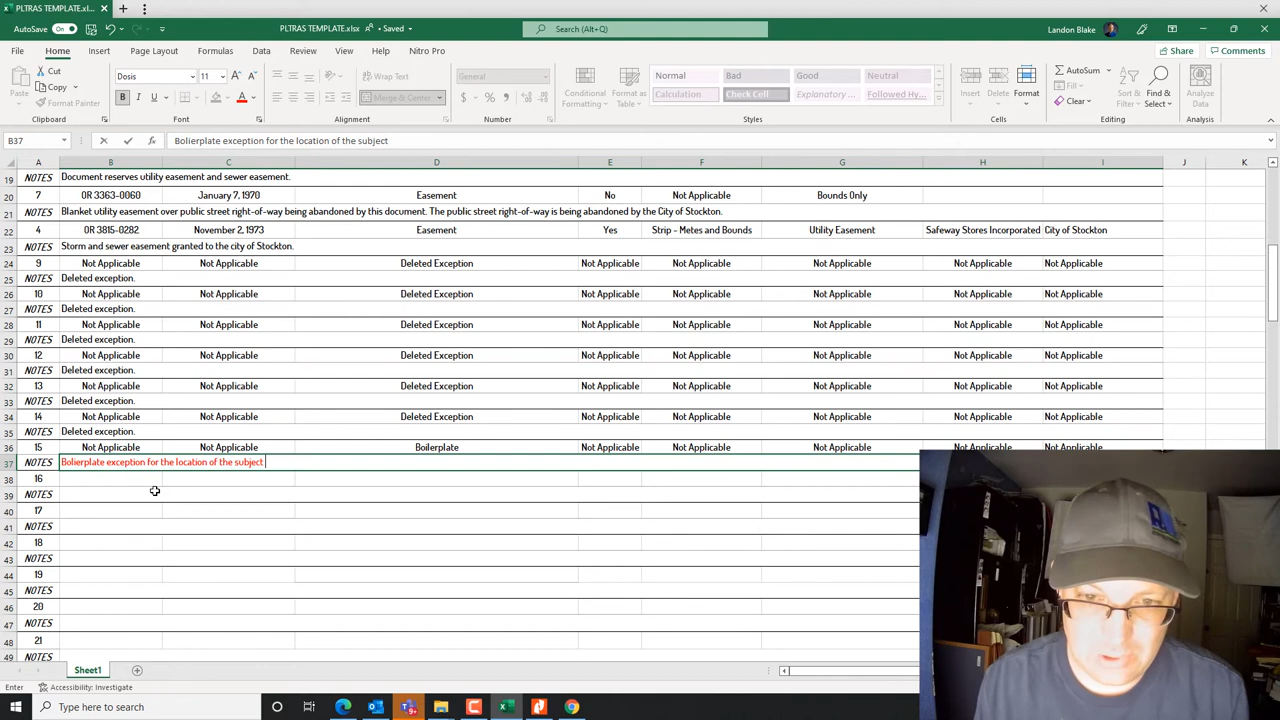 PLTRAS TEMPLATE.xlsx
AutoSave On PLTRAS TEMPLATE.xlsx - Saved Search (Alt+Q) Landon Blake
File Home Insert Page Layout Formulas Data Review View Help Nitro Pro Share Comments
Paste Cut Copy Format Painter Clipboard
Dosis 11 B I U A Font
Wrap Text Merge & Center Alignment
General $ % Number
Conditional Formatting Format as Table
Normal Bad Good Neutral
Calculation Check Cell Explanatory ... Followed Hy...
Styles
Insert Delete Format Cells
AutoSum Fill Clear Sort & Filter Find & Select Editing
Analyze Data Analysis
B37 fx Bolierplate exception for the location of the subject
A B C D E F G H I J K
19 NOTES Document reserves utility easement and sewer easement.
20 7 OR 3363-0060 January 7, 1970 Easement No Not Applicable Bounds Only
21 NOTES Blanket utility easement over public street right-of-way being abandoned by this document. The public street right-of-way is being abandoned by the City of Stockton.
22 4 OR 3815-0282 November 2, 1973 Easement Yes Strip - Metes and Bounds Utility Easement Safeway Stores Incorporated City of Stockton
23 NOTES Storm and sewer easement granted to the city of Stockton.
24 9 Not Applicable Not Applicable Deleted Exception Not Applicable Not Applicable Not Applicable Not Applicable Not Applicable
25 NOTES Deleted exception.
26 10 Not Applicable Not Applicable Deleted Exception Not Applicable Not Applicable Not Applicable Not Applicable Not Applicable
27 NOTES Deleted exception.
28 11 Not Applicable Not Applicable Deleted Exception Not Applicable Not Applicable Not Applicable Not Applicable Not Applicable
29 NOTES Deleted exception.
30 12 Not Applicable Not Applicable Deleted Exception Not Applicable Not Applicable Not Applicable Not Applicable Not Applicable
31 NOTES Deleted exception.
32 13 Not Applicable Not Applicable Deleted Exception Not Applicable Not Applicable Not Applicable Not Applicable Not Applicable
33 NOTES Deleted exception.
34 14 Not Applicable Not Applicable Deleted Exception Not Applicable Not Applicable Not Applicable Not Applicable Not Applicable
35 NOTES Deleted exception.
36 15 Not Applicable Not Applicable Boilerplate Not Applicable Not Applicable Not Applicable Not Applicable Not Applicable
37 NOTES Bolierplate exception for the location of the subject
38 16
39 NOTES
40 17
41 NOTES
42 18
43 NOTES
44 19
45 NOTES
46 20
47 NOTES
48 21
49 NOTES
Sheet1
Enter Accessibility: Investigate
Type here to search